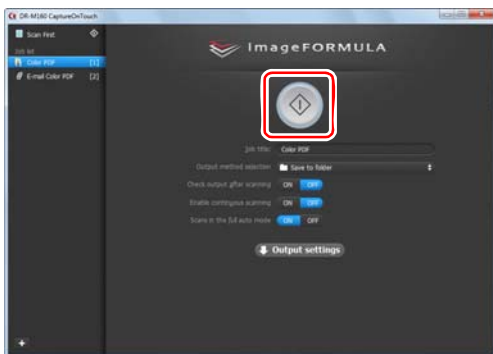 DR-M160 CaptureOnTouch
Scan First
Job list
Color PDF [1]
E-mail Color PDF [2]
ImageFORMULA
Job title: Color PDF
Output method selection Save to folder
Check output after scanning ON OFF
Enable continuous scanning ON OFF
Scans in the full auto mode ON OFF
Output settings